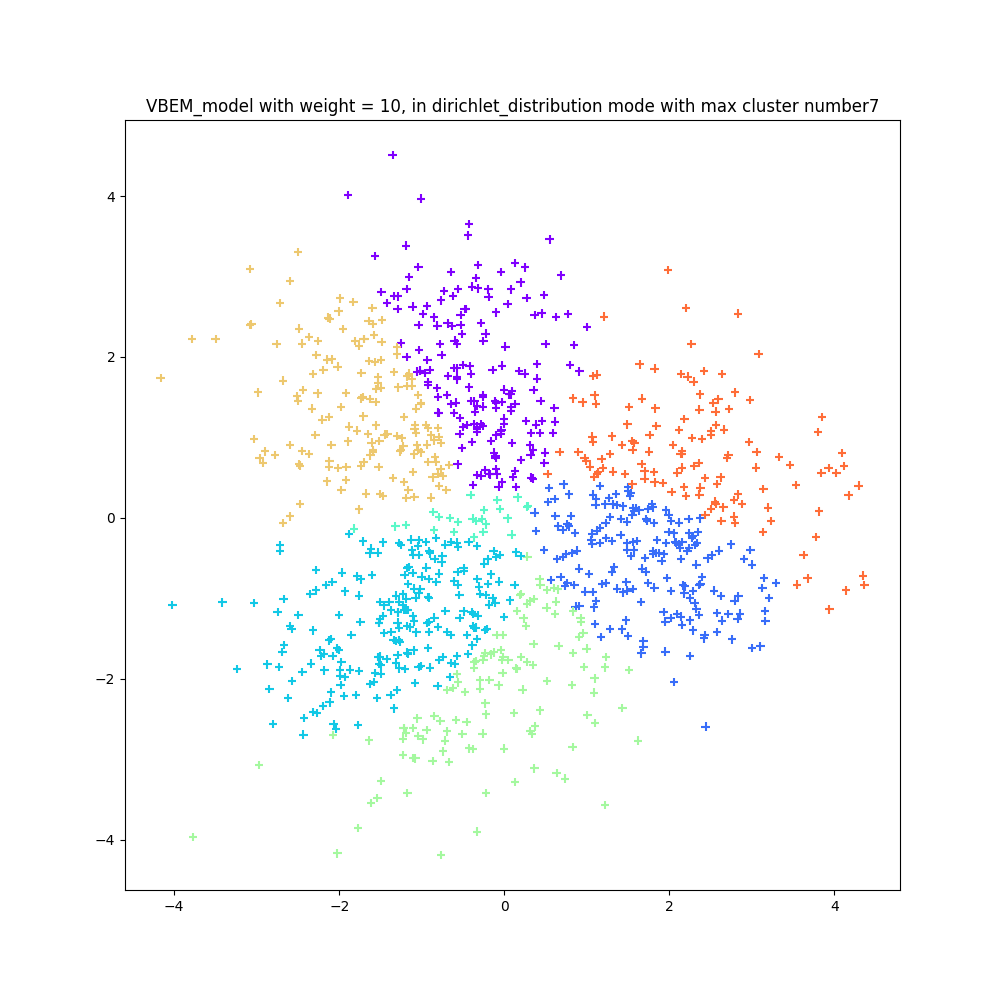 VBEM_model with weight = 10, in dirichlet_distribution mode with max cluster number7
4
2
0
−2
−4
−4 −2 0 2 4